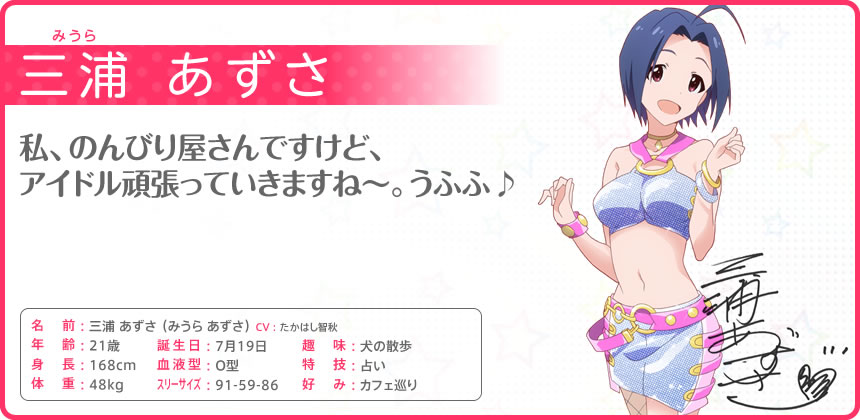 みうら
三浦 あずさ
私、のんびり屋さんですけど、
アイドル頑張っていきますね〜。うふふ♪
名 前：三浦 あずさ（みうら あずさ）CV：たかはし智秋
年 齢：21歳 誕生日：7月19日 趣 味：犬の散歩
身 長：168cm 血液型：O型 特 技：占い
体 重：48kg スリーサイズ：91-59-86 好 み：カフェ巡り
三浦あずさ